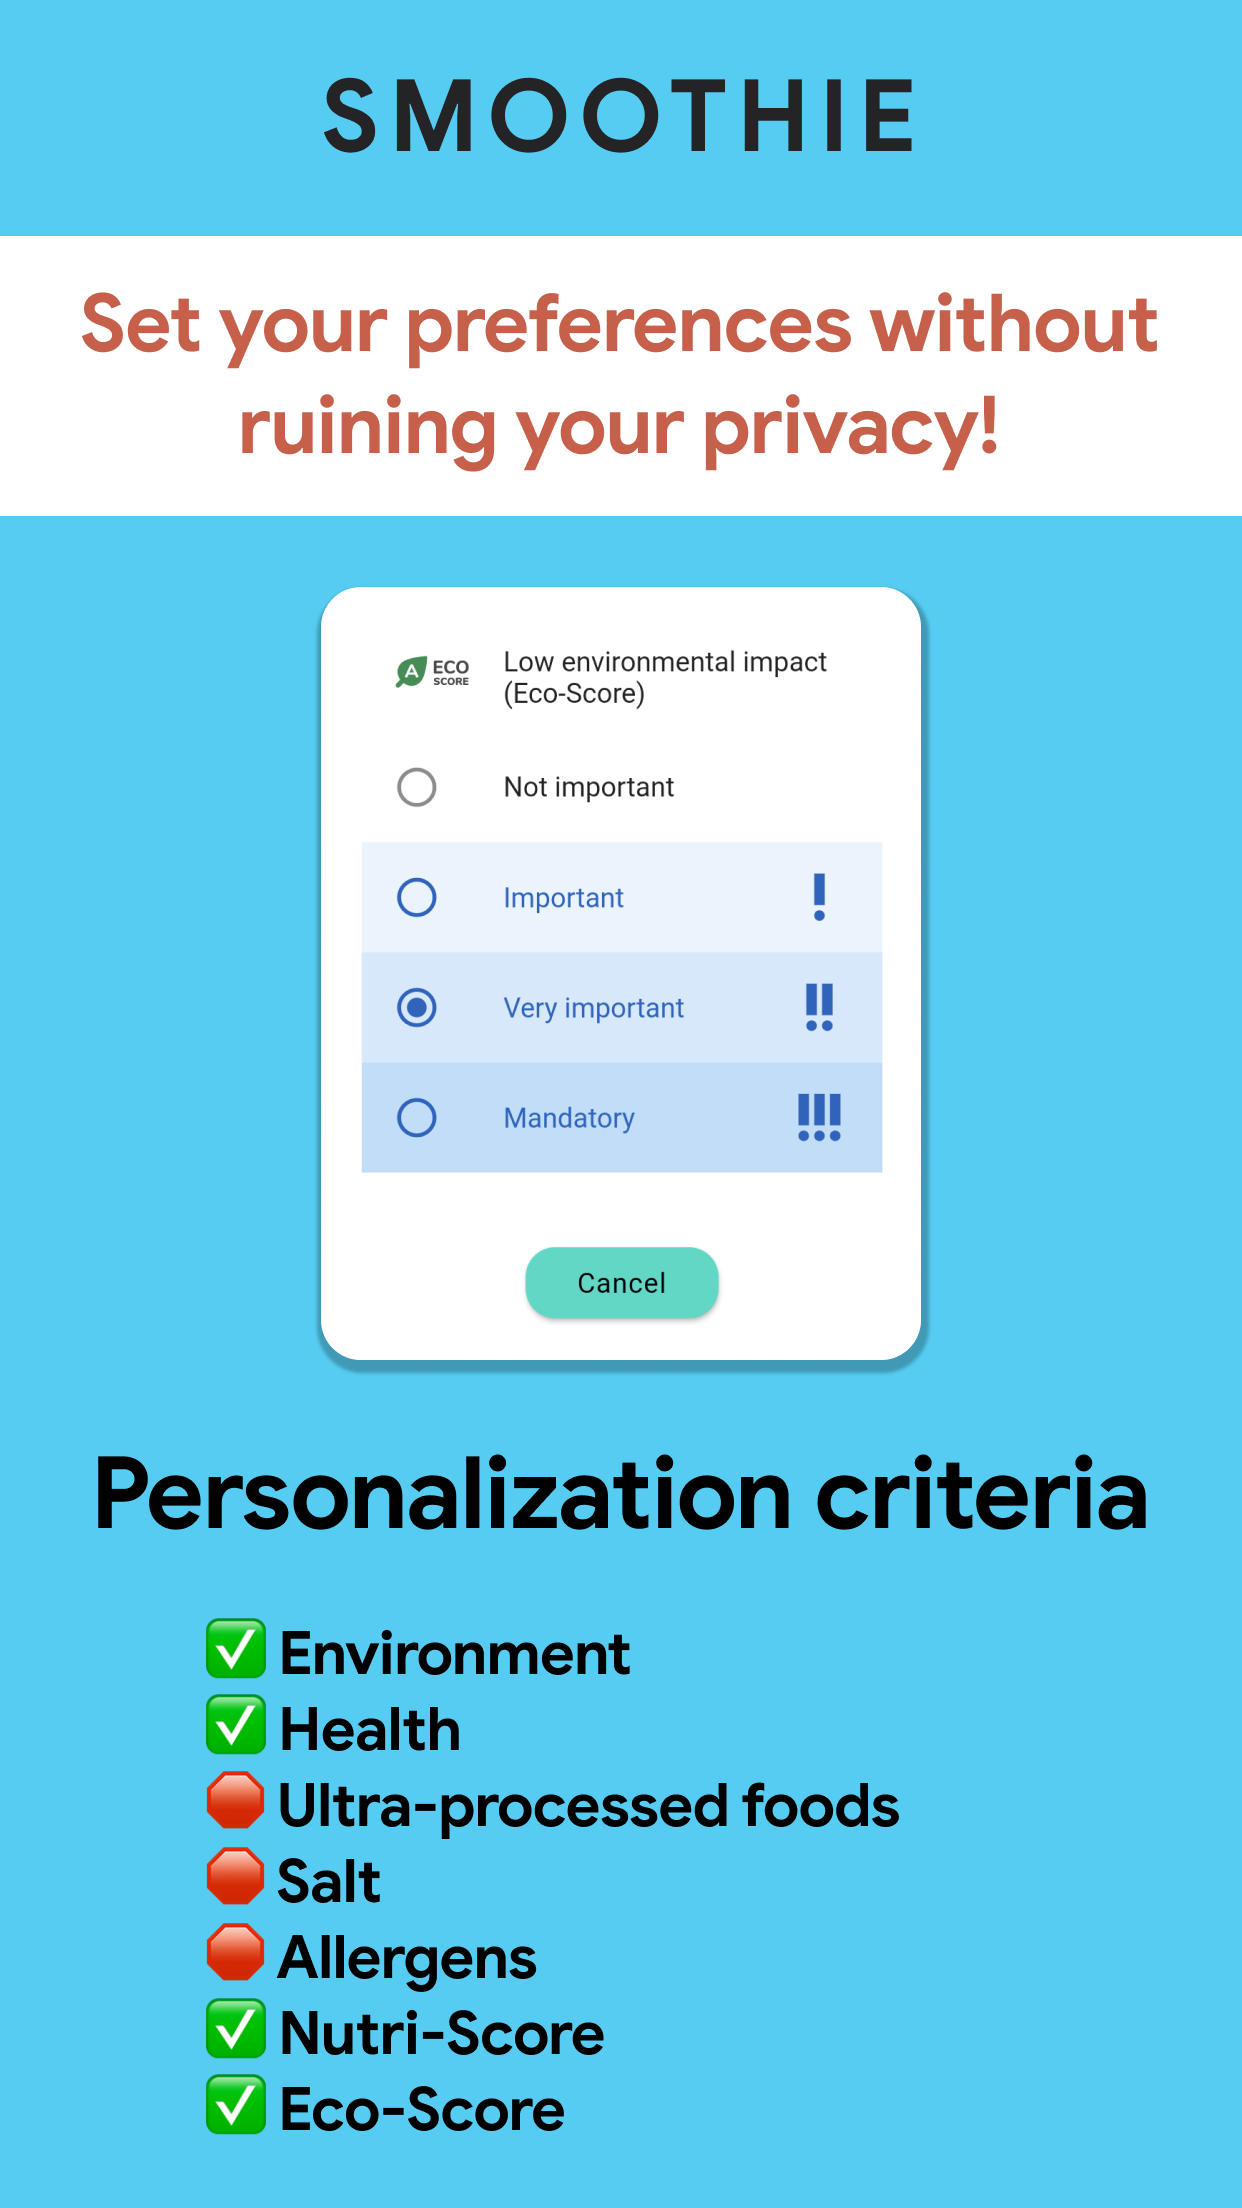 SMOOTHIE
Set your preferences without
ruining your privacy!
A ECO
SCORE
Low environmental impact
(Eco-Score)
Not important
Important !
Very important !!
Mandatory !!!
Cancel
Personalization criteria
✅ Environment
✅ Health
🛑 Ultra-processed foods
🛑 Salt
🛑 Allergens
✅ Nutri-Score
✅ Eco-Score